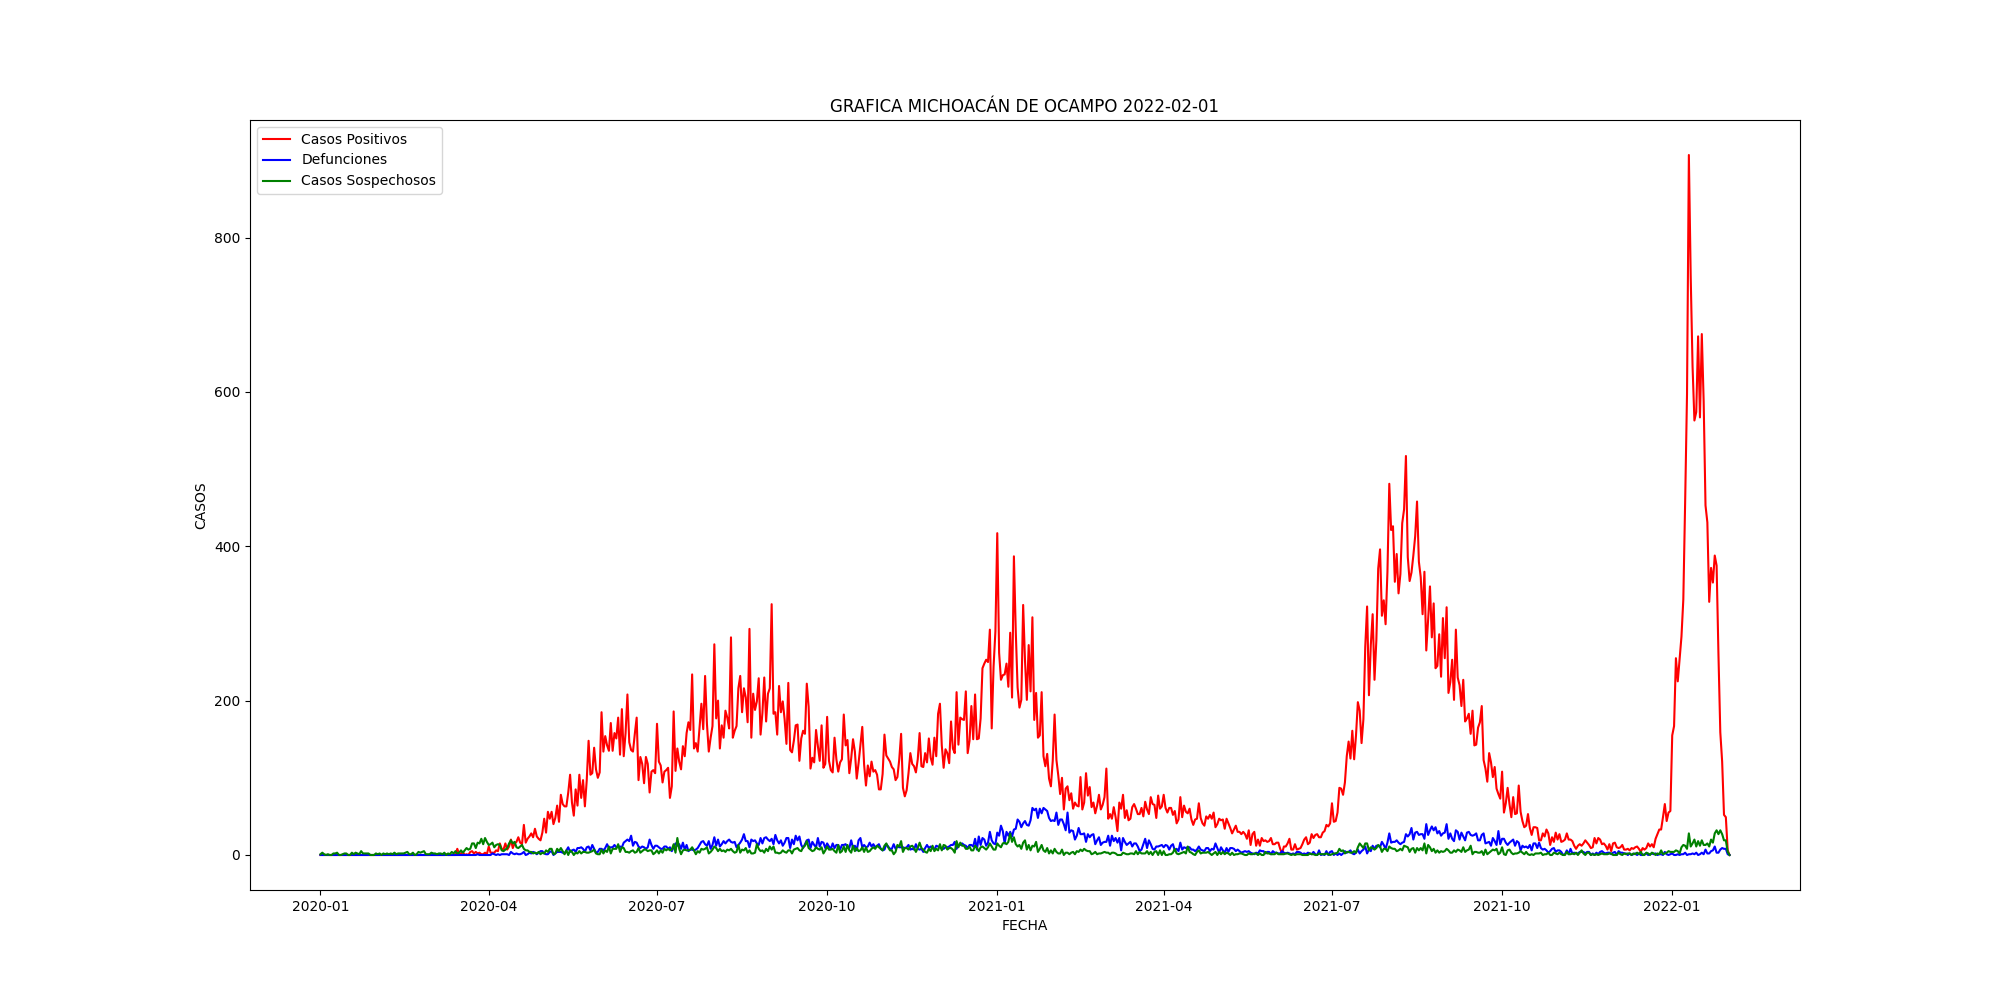 GRAFICA MICHOACÁN DE OCAMPO 2022-02-01
Casos Positivos
Defunciones
Casos Sospechosos
800
600
400
200
0
CASOS
2020-01
2020-04
2020-07
2020-10
2021-01
2021-04
2021-07
2021-10
2022-01
FECHA